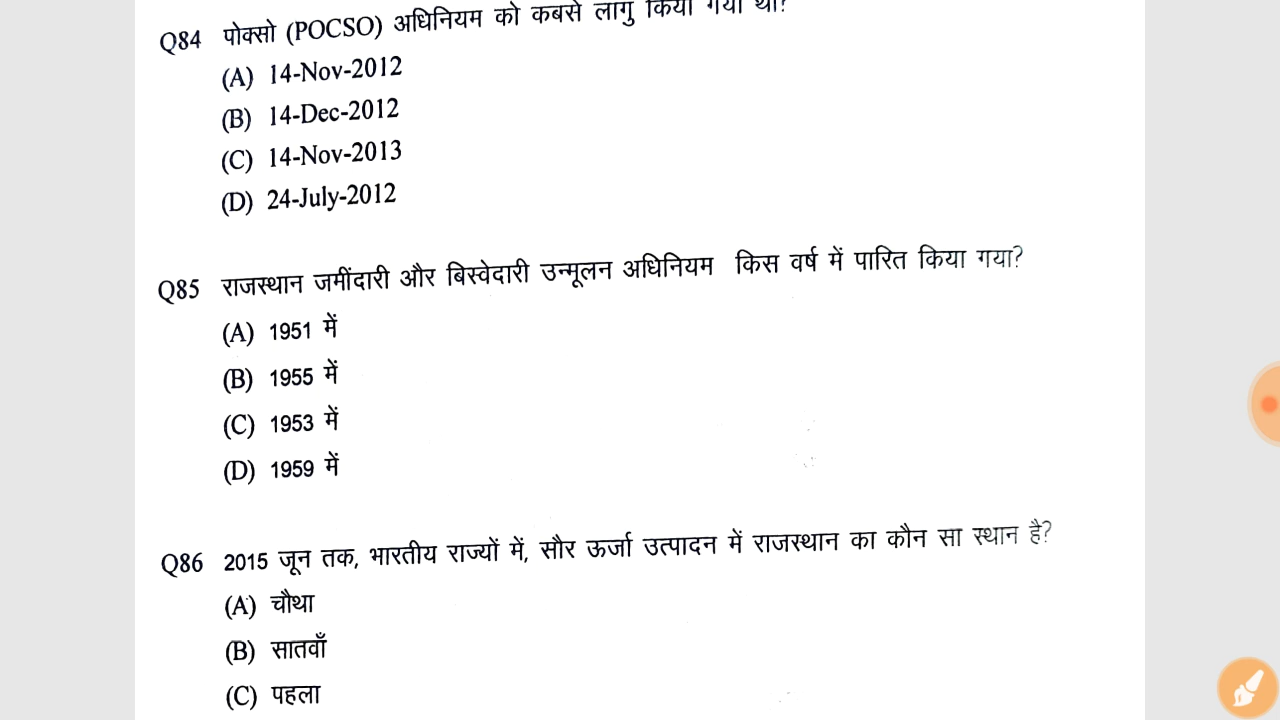 Q84 पोक्सो (POCSO) अधिनियम को कबसे लागु किया गया था?
(A) 14-Nov-2012
(B) 14-Dec-2012
(C) 14-Nov-2013
(D) 24-July-2012
Q85 राजस्थान जमींदारी और बिस्वेदारी उन्मूलन अधिनियम किस वर्ष में पारित किया गया?
(A) 1951 में
(B) 1955 में
(C) 1953 में
(D) 1959 में
Q86 2015 जून तक, भारतीय राज्यों में, सौर ऊर्जा उत्पादन में राजस्थान का कौन सा स्थान है?
(A) चौथा
(B) सातवाँ
(C) पहला